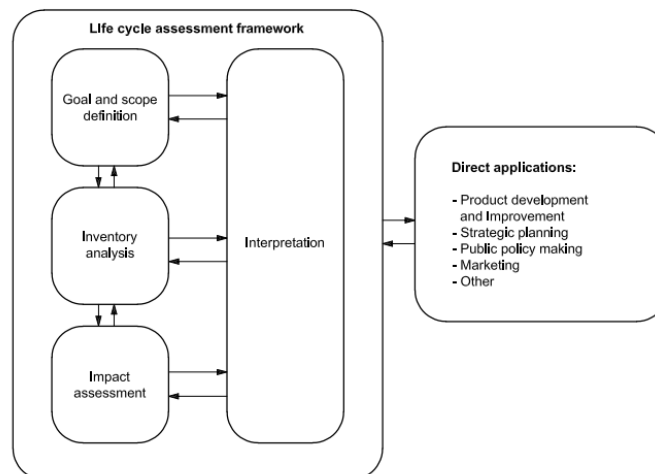 Life cycle assessment framework
Goal and scope
definition
Inventory
analysis
Impact
assessment
Interpretation
Direct applications:
- Product development
and Improvement
- Strategic planning
- Public policy making
- Marketing
- Other